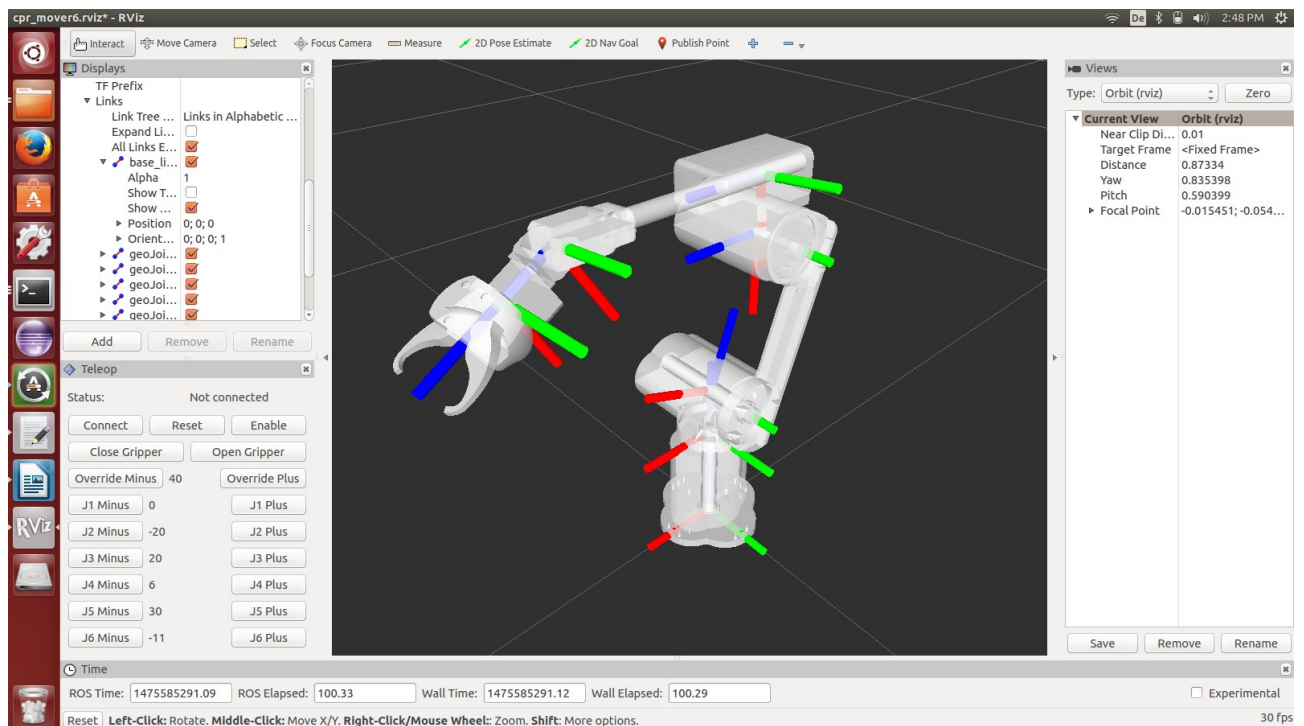 cpr_mover6.rviz* - RViz
De
2:48 PM
Interact Move Camera Select Focus Camera Measure 2D Pose Estimate 2D Nav Goal Publish Point
Displays
TF Prefix
Links
Link Tree ... Links in Alphabetic ...
Expand Li...
All Links E...
base_li...
Alpha 1
Show T...
Show ...
Position 0; 0; 0
Orient... 0; 0; 0; 1
geoJoi...
geoJoi...
geoJoi...
geoJoi...
geoJoi...
Add Remove Rename
Teleop
Status: Not connected
Connect Reset Enable
Close Gripper Open Gripper
Override Minus 40 Override Plus
J1 Minus 0 J1 Plus
J2 Minus -20 J2 Plus
J3 Minus 20 J3 Plus
J4 Minus 6 J4 Plus
J5 Minus 30 J5 Plus
J6 Minus -11 J6 Plus
Views
Type: Orbit (rviz) Zero
Current View Orbit (rviz)
Near Clip Di... 0.01
Target Frame <Fixed Frame>
Distance 0.87334
Yaw 0.835398
Pitch 0.590399
Focal Point -0.015451; -0.054...
Save Remove Rename
RViz
Time
ROS Time: 1475585291.09 ROS Elapsed: 100.33 Wall Time: 1475585291.12 Wall Elapsed: 100.29 Experimental
Reset Left-Click: Rotate. Middle-Click: Move X/Y. Right-Click/Mouse Wheel:: Zoom. Shift: More options. 30 fps